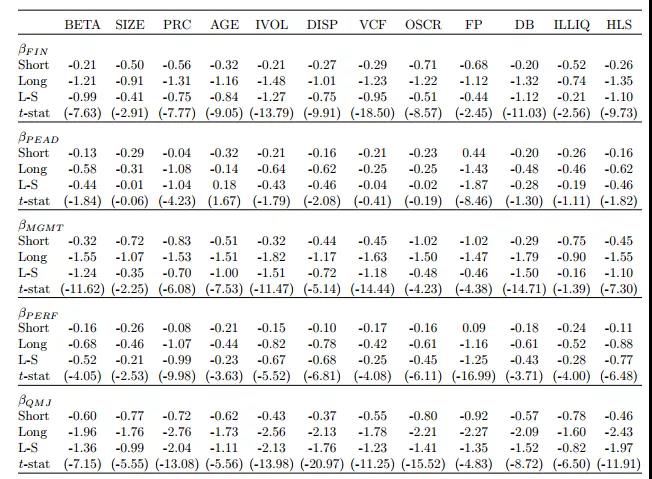 BETA SIZE PRC AGE IVOL DISP VCF OSCR FP DB ILLIQ HLS
βFIN
Short -0.21 -0.50 -0.56 -0.32 -0.21 -0.27 -0.29 -0.71 -0.68 -0.20 -0.52 -0.26
Long -1.21 -0.91 -1.31 -1.16 -1.48 -1.01 -1.23 -1.22 -1.12 -1.32 -0.74 -1.35
L-S -0.99 -0.41 -0.75 -0.84 -1.27 -0.75 -0.95 -0.51 -0.44 -1.12 -0.21 -1.10
t-stat (-7.63) (-2.91) (-7.77) (-9.05) (-13.79) (-9.91) (-18.50) (-8.57) (-2.45) (-11.03) (-2.56) (-9.73)
βPEAD
Short -0.13 -0.29 -0.04 -0.32 -0.21 -0.16 -0.21 -0.23 0.44 -0.20 -0.26 -0.16
Long -0.58 -0.31 -1.08 -0.14 -0.64 -0.62 -0.25 -0.25 -1.43 -0.48 -0.46 -0.62
L-S -0.44 -0.01 -1.04 0.18 -0.43 -0.46 -0.04 -0.02 -1.87 -0.28 -0.19 -0.46
t-stat (-1.84) (-0.06) (-4.23) (1.67) (-1.79) (-2.08) (-0.41) (-0.19) (-8.46) (-1.30) (-1.11) (-1.82)
βMGMT
Short -0.32 -0.72 -0.83 -0.51 -0.32 -0.44 -0.45 -1.02 -1.02 -0.29 -0.75 -0.45
Long -1.55 -1.07 -1.53 -1.51 -1.82 -1.17 -1.63 -1.50 -1.47 -1.79 -0.90 -1.55
L-S -1.24 -0.35 -0.70 -1.00 -1.51 -0.72 -1.18 -0.48 -0.46 -1.50 -0.16 -1.10
t-stat (-11.62) (-2.25) (-6.08) (-7.53) (-11.47) (-5.14) (-14.44) (-4.23) (-4.38) (-14.71) (-1.39) (-7.30)
βPERF
Short -0.16 -0.26 -0.08 -0.21 -0.15 -0.10 -0.17 -0.16 0.09 -0.18 -0.24 -0.11
Long -0.68 -0.46 -1.07 -0.44 -0.82 -0.78 -0.42 -0.61 -1.16 -0.61 -0.52 -0.88
L-S -0.52 -0.21 -0.99 -0.23 -0.67 -0.68 -0.25 -0.45 -1.25 -0.43 -0.28 -0.77
t-stat (-4.05) (-2.53) (-9.98) (-3.63) (-5.52) (-6.81) (-4.08) (-6.11) (-16.99) (-3.71) (-4.00) (-6.48)
βQMJ
Short -0.60 -0.77 -0.72 -0.62 -0.43 -0.37 -0.55 -0.80 -0.92 -0.57 -0.78 -0.46
Long -1.96 -1.76 -2.76 -1.73 -2.56 -2.13 -1.78 -2.21 -2.27 -2.09 -1.60 -2.43
L-S -1.36 -0.99 -2.04 -1.11 -2.13 -1.76 -1.23 -1.41 -1.35 -1.52 -0.82 -1.97
t-stat (-7.15) (-5.55) (-13.08) (-5.56) (-13.98) (-20.97) (-11.25) (-15.52) (-4.83) (-8.72) (-6.50) (-11.91)